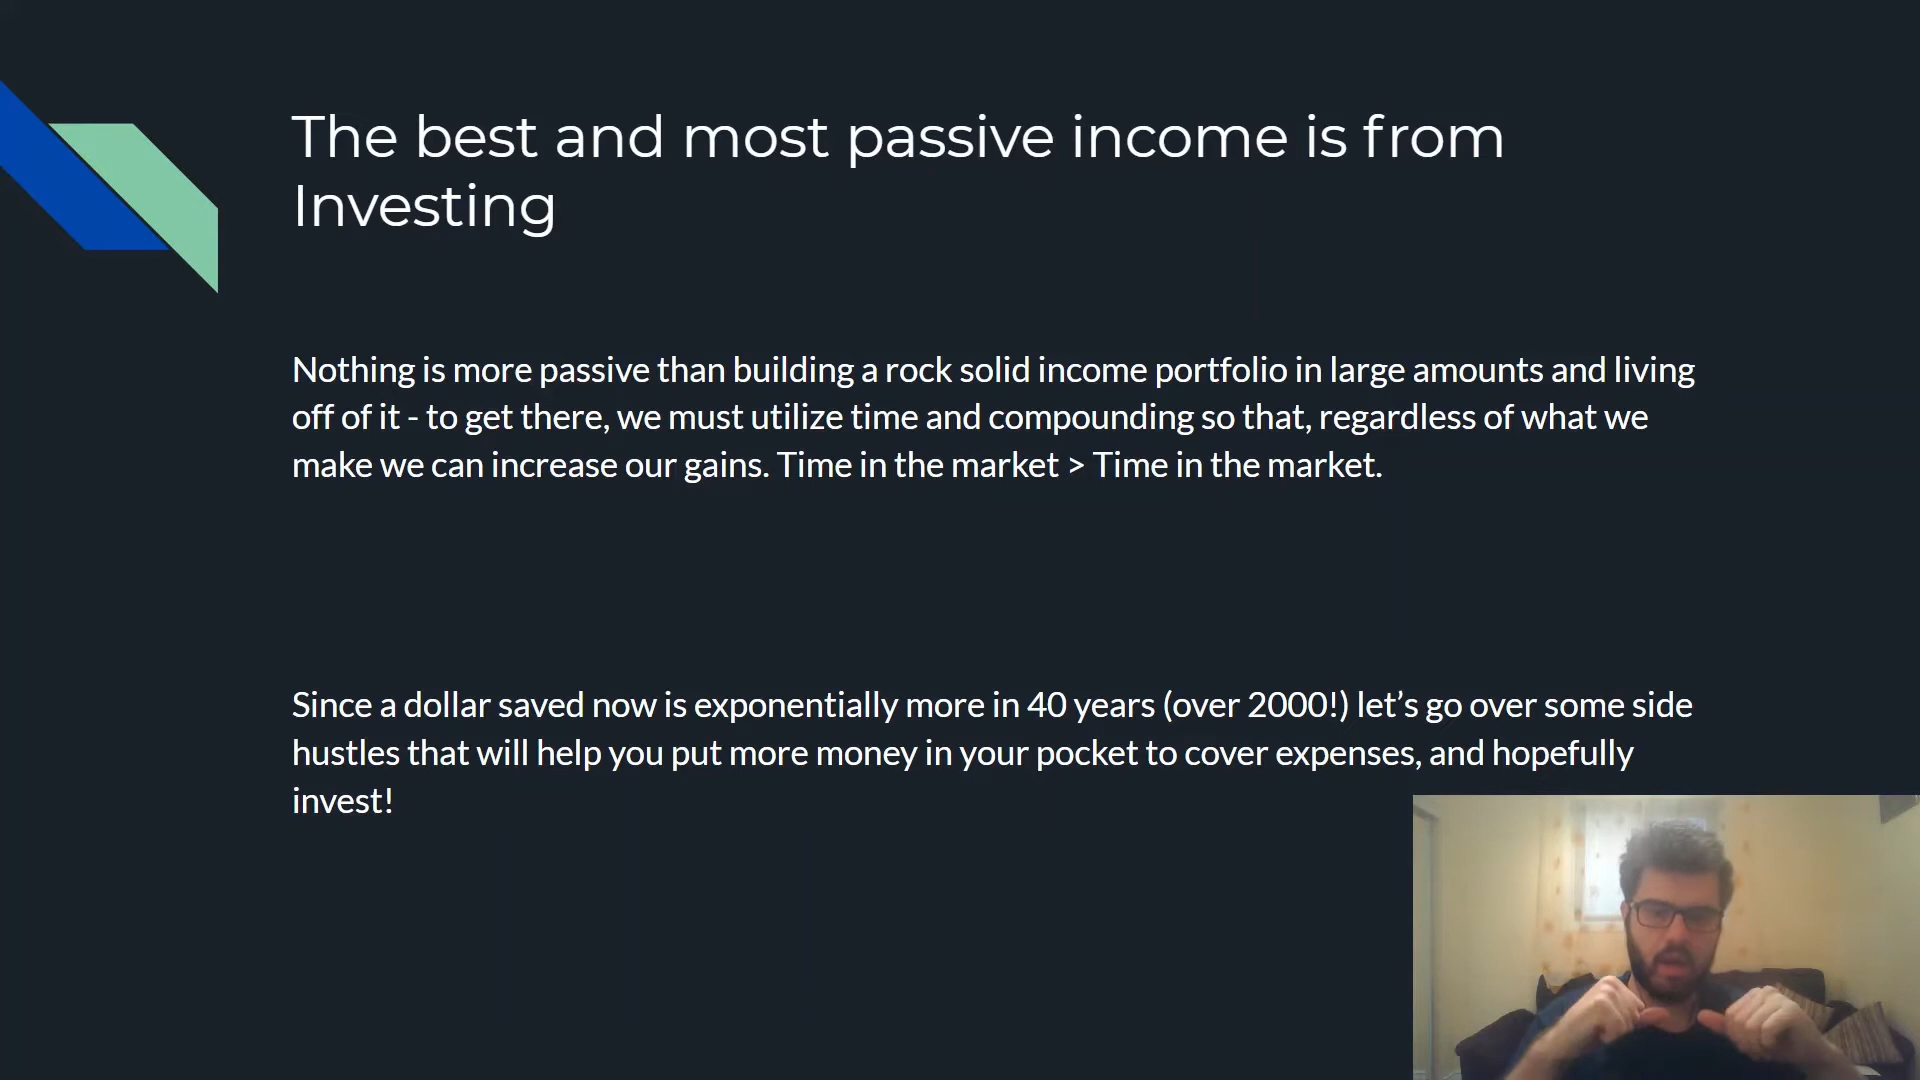 The best and most passive income is from
Investing
Nothing is more passive than building a rock solid income portfolio in large amounts and living
off of it - to get there, we must utilize time and compounding so that, regardless of what we
make we can increase our gains. Time in the market > Time in the market.
Since a dollar saved now is exponentially more in 40 years (over 2000!) let’s go over some side
hustles that will help you put more money in your pocket to cover expenses, and hopefully
invest!